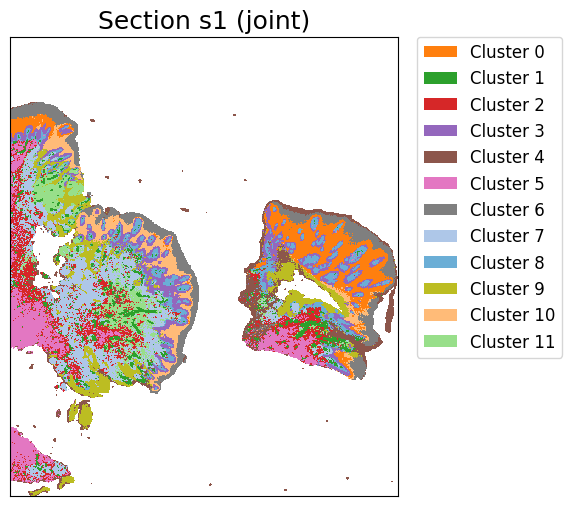 Section s1 (joint)
Cluster 0
Cluster 1
Cluster 2
Cluster 3
Cluster 4
Cluster 5
Cluster 6
Cluster 7
Cluster 8
Cluster 9
Cluster 10
Cluster 11